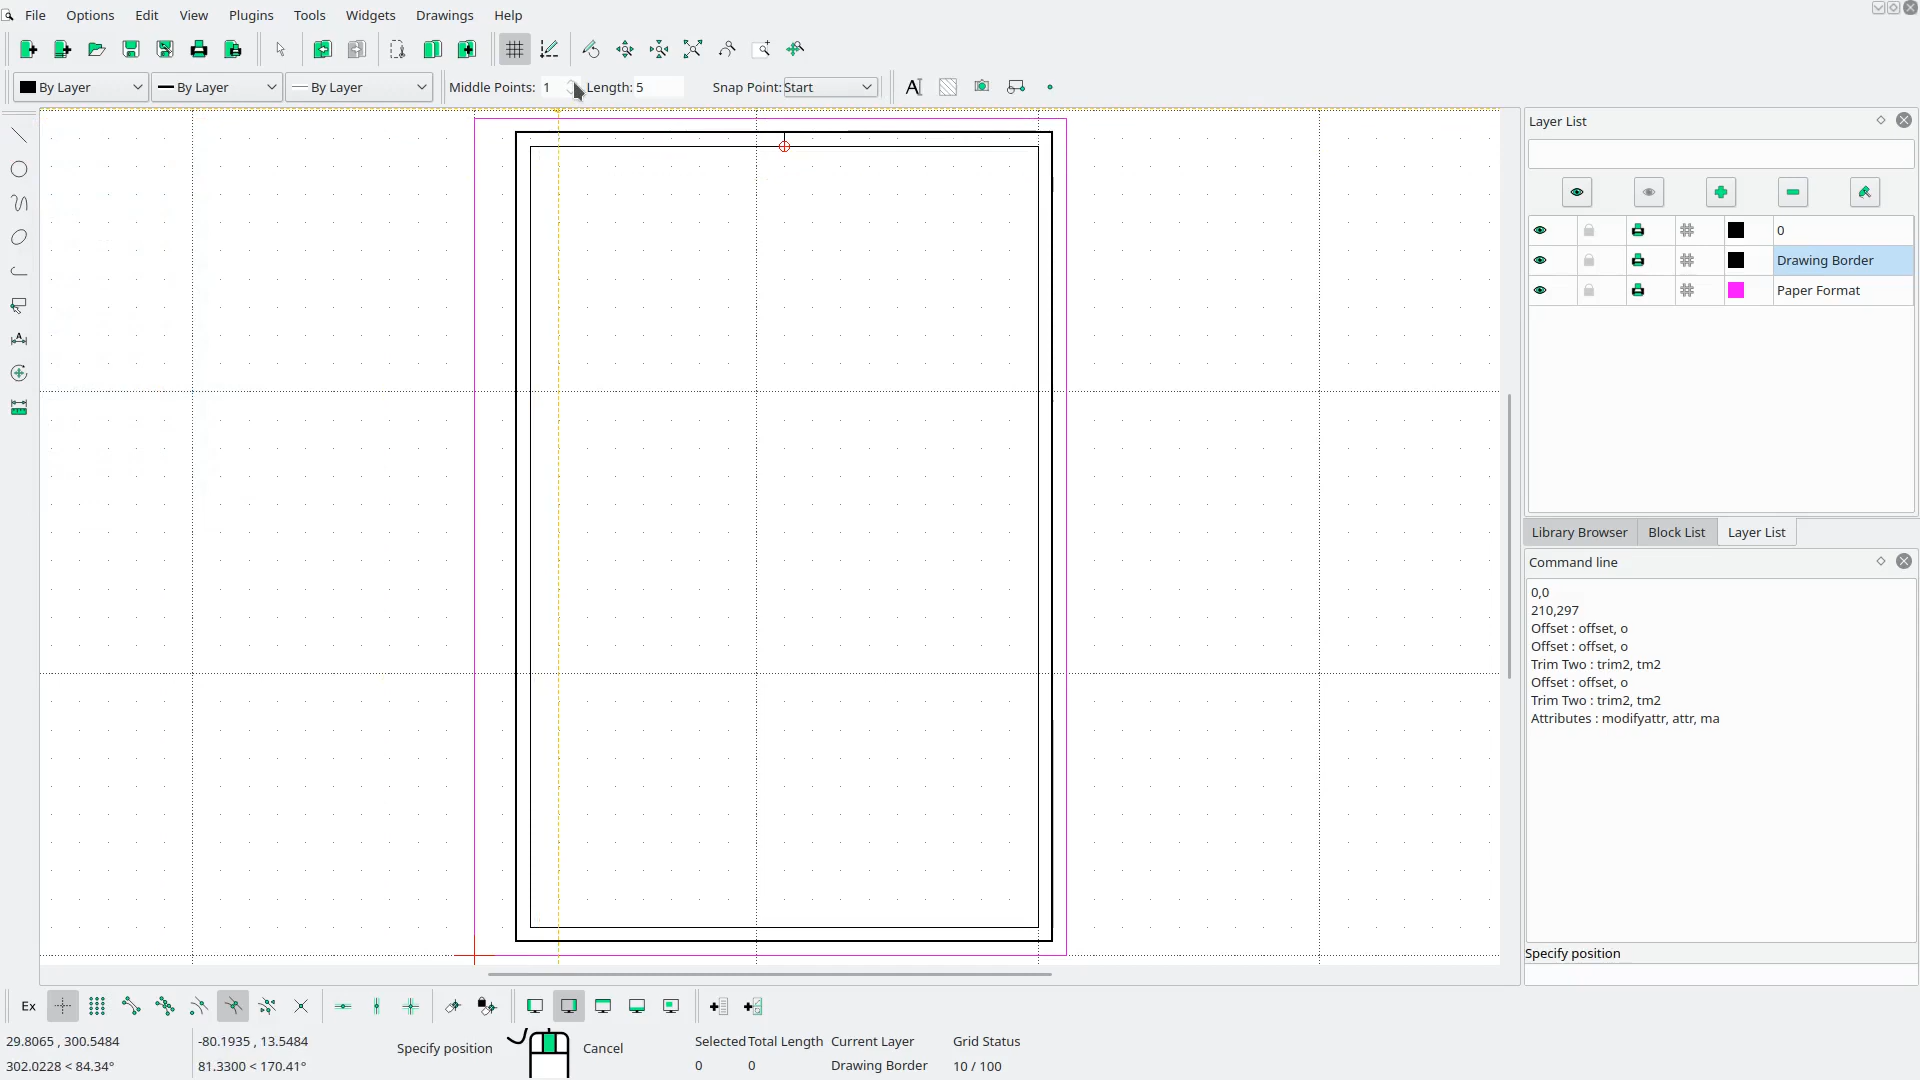 File Options Edit View Plugins Tools Widgets Drawings Help
By Layer By Layer By Layer Middle Points: 1 Length: 5 Snap Point: Start
Layer List
0
Drawing Border
Paper Format
Library Browser Block List Layer List
Command line
0,0
210,297
Offset : offset, o
Offset : offset, o
Trim Two : trim2, tm2
Offset : offset, o
Trim Two : trim2, tm2
Attributes : modifyattr, attr, ma
Specify position
Ex
29.8065 , 300.5484 -80.1935 , 13.5484 Specify position Cancel Selected Total Length Current Layer Grid Status
302.0228 < 84.34° 81.3300 < 170.41° 0 0 Drawing Border 10 / 100